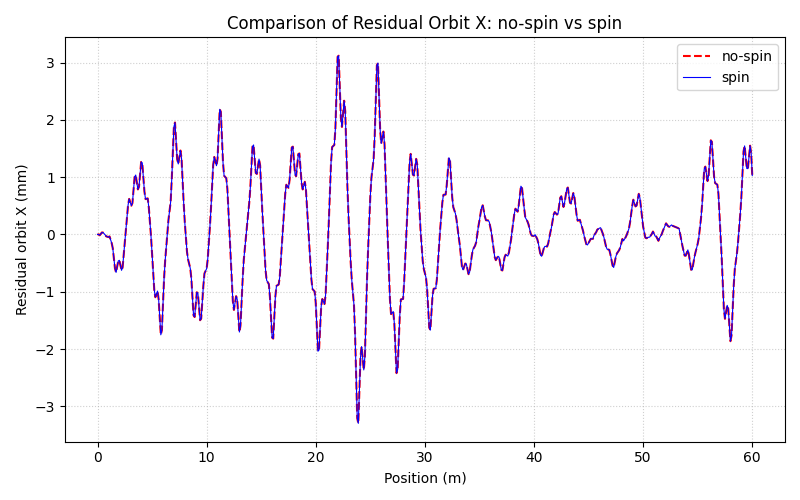 Comparison of Residual Orbit X: no-spin vs spin
no-spin
spin
Residual orbit X (mm)
3
2
1
0
−1
−2
−3
0 10 20 30 40 50 60
Position (m)